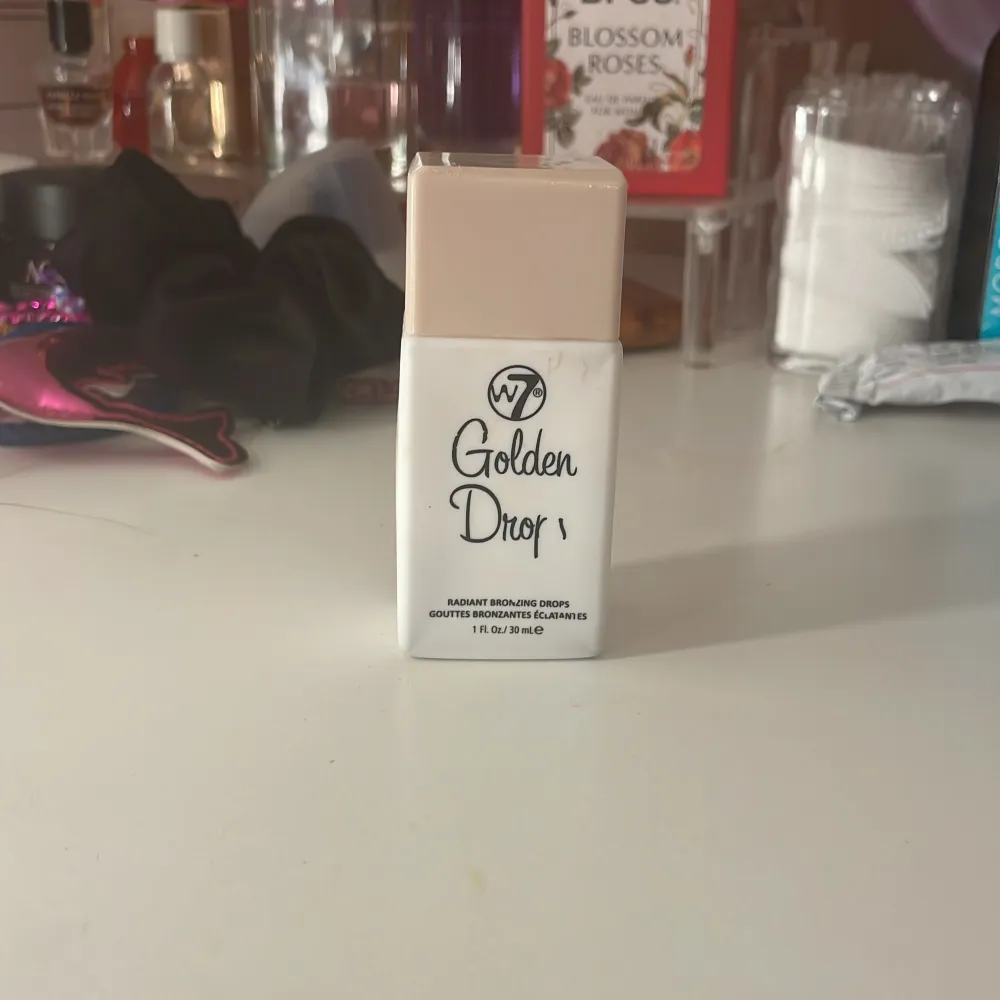 BLOSSOM
ROSES
W7®
Golden
Drop
RADIANT BRONZING DROPS
GOUTTES BRONZANTES ÉCLATANTES
1 Fl. Oz./ 30 mL e